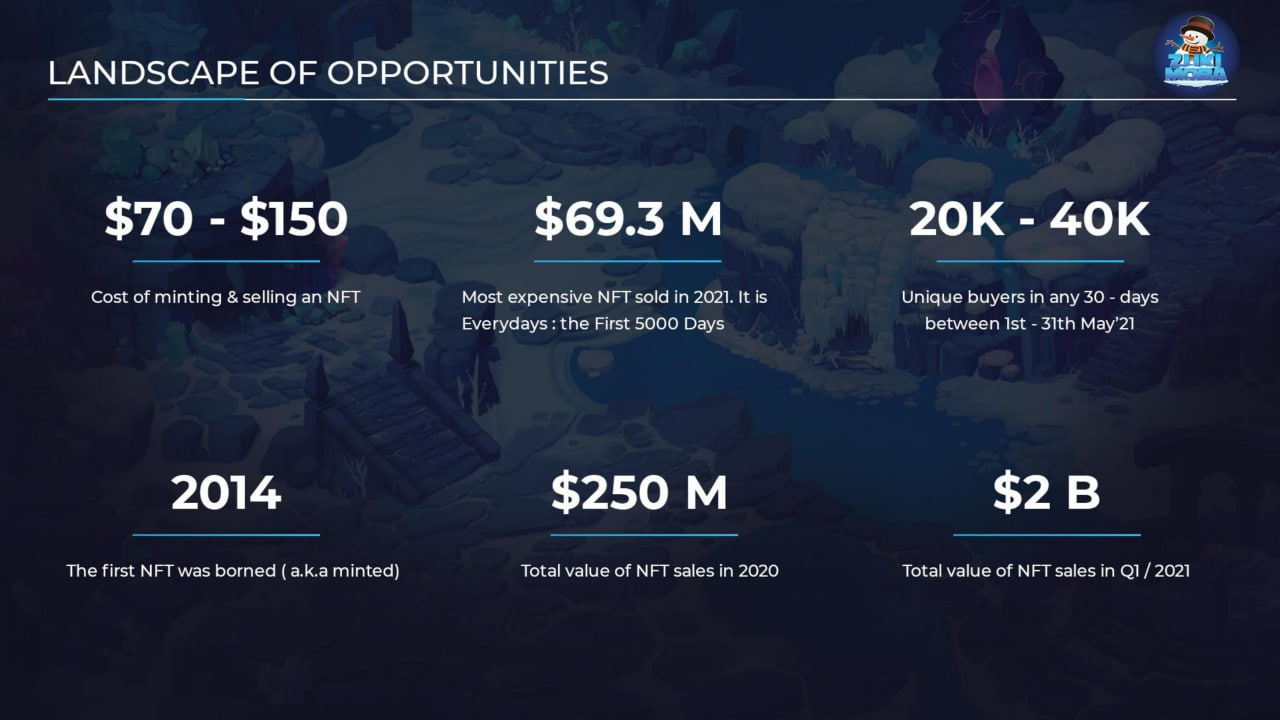 LANDSCAPE OF OPPORTUNITIES
ZUKI
MOBA
$70 - $150
Cost of minting & selling an NFT
$69.3 M
Most expensive NFT sold in 2021. It is
Everydays : the First 5000 Days
20K - 40K
Unique buyers in any 30 - days
between 1st - 31th May'21
2014
The first NFT was borned ( a.k.a minted)
$250 M
Total value of NFT sales in 2020
$2 B
Total value of NFT sales in Q1 / 2021